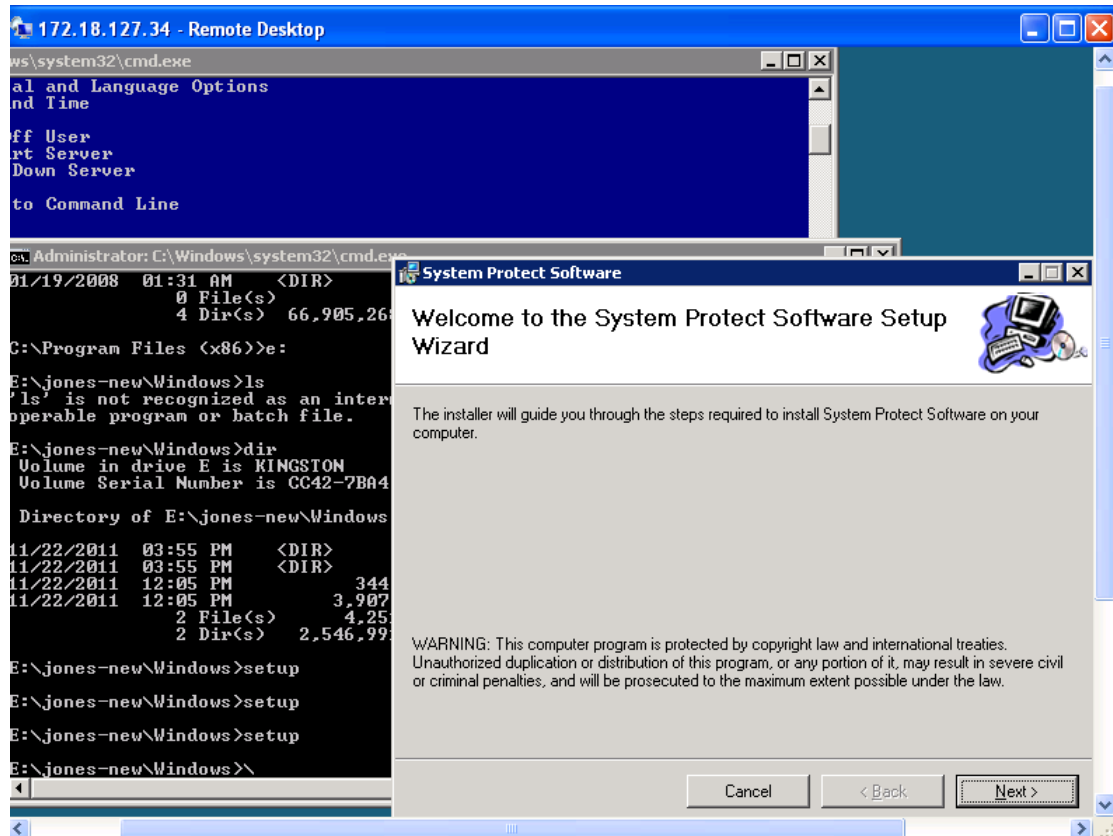 172.18.127.34 - Remote Desktop
ws\system32\cmd.exe
al and Language Options
nd Time
ff User
rt Server
Down Server
to Command Line
Administrator: C:\Windows\system32\cmd.exe
01/19/2008 01:31 AM <DIR>
0 File(s)
4 Dir(s) 66,905,26
C:\Program Files (x86)>e:
E:\jones-new\Windows>ls
'ls' is not recognized as an inter
operable program or batch file.
E:\jones-new\Windows>dir
Volume in drive E is KINGSTON
Volume Serial Number is CC42-7BA4
Directory of E:\jones-new\Windows
11/22/2011 03:55 PM <DIR>
11/22/2011 03:55 PM <DIR>
11/22/2011 12:05 PM 344
11/22/2011 12:05 PM 3,907
2 File(s) 4,25
2 Dir(s) 2,546,99
E:\jones-new\Windows>setup
E:\jones-new\Windows>setup
E:\jones-new\Windows>setup
E:\jones-new\Windows>\
System Protect Software
Welcome to the System Protect Software Setup
Wizard
The installer will guide you through the steps required to install System Protect Software on your
computer.
WARNING: This computer program is protected by copyright law and international treaties.
Unauthorized duplication or distribution of this program, or any portion of it, may result in severe civil
or criminal penalties, and will be prosecuted to the maximum extent possible under the law.
Cancel
< Back
Next >